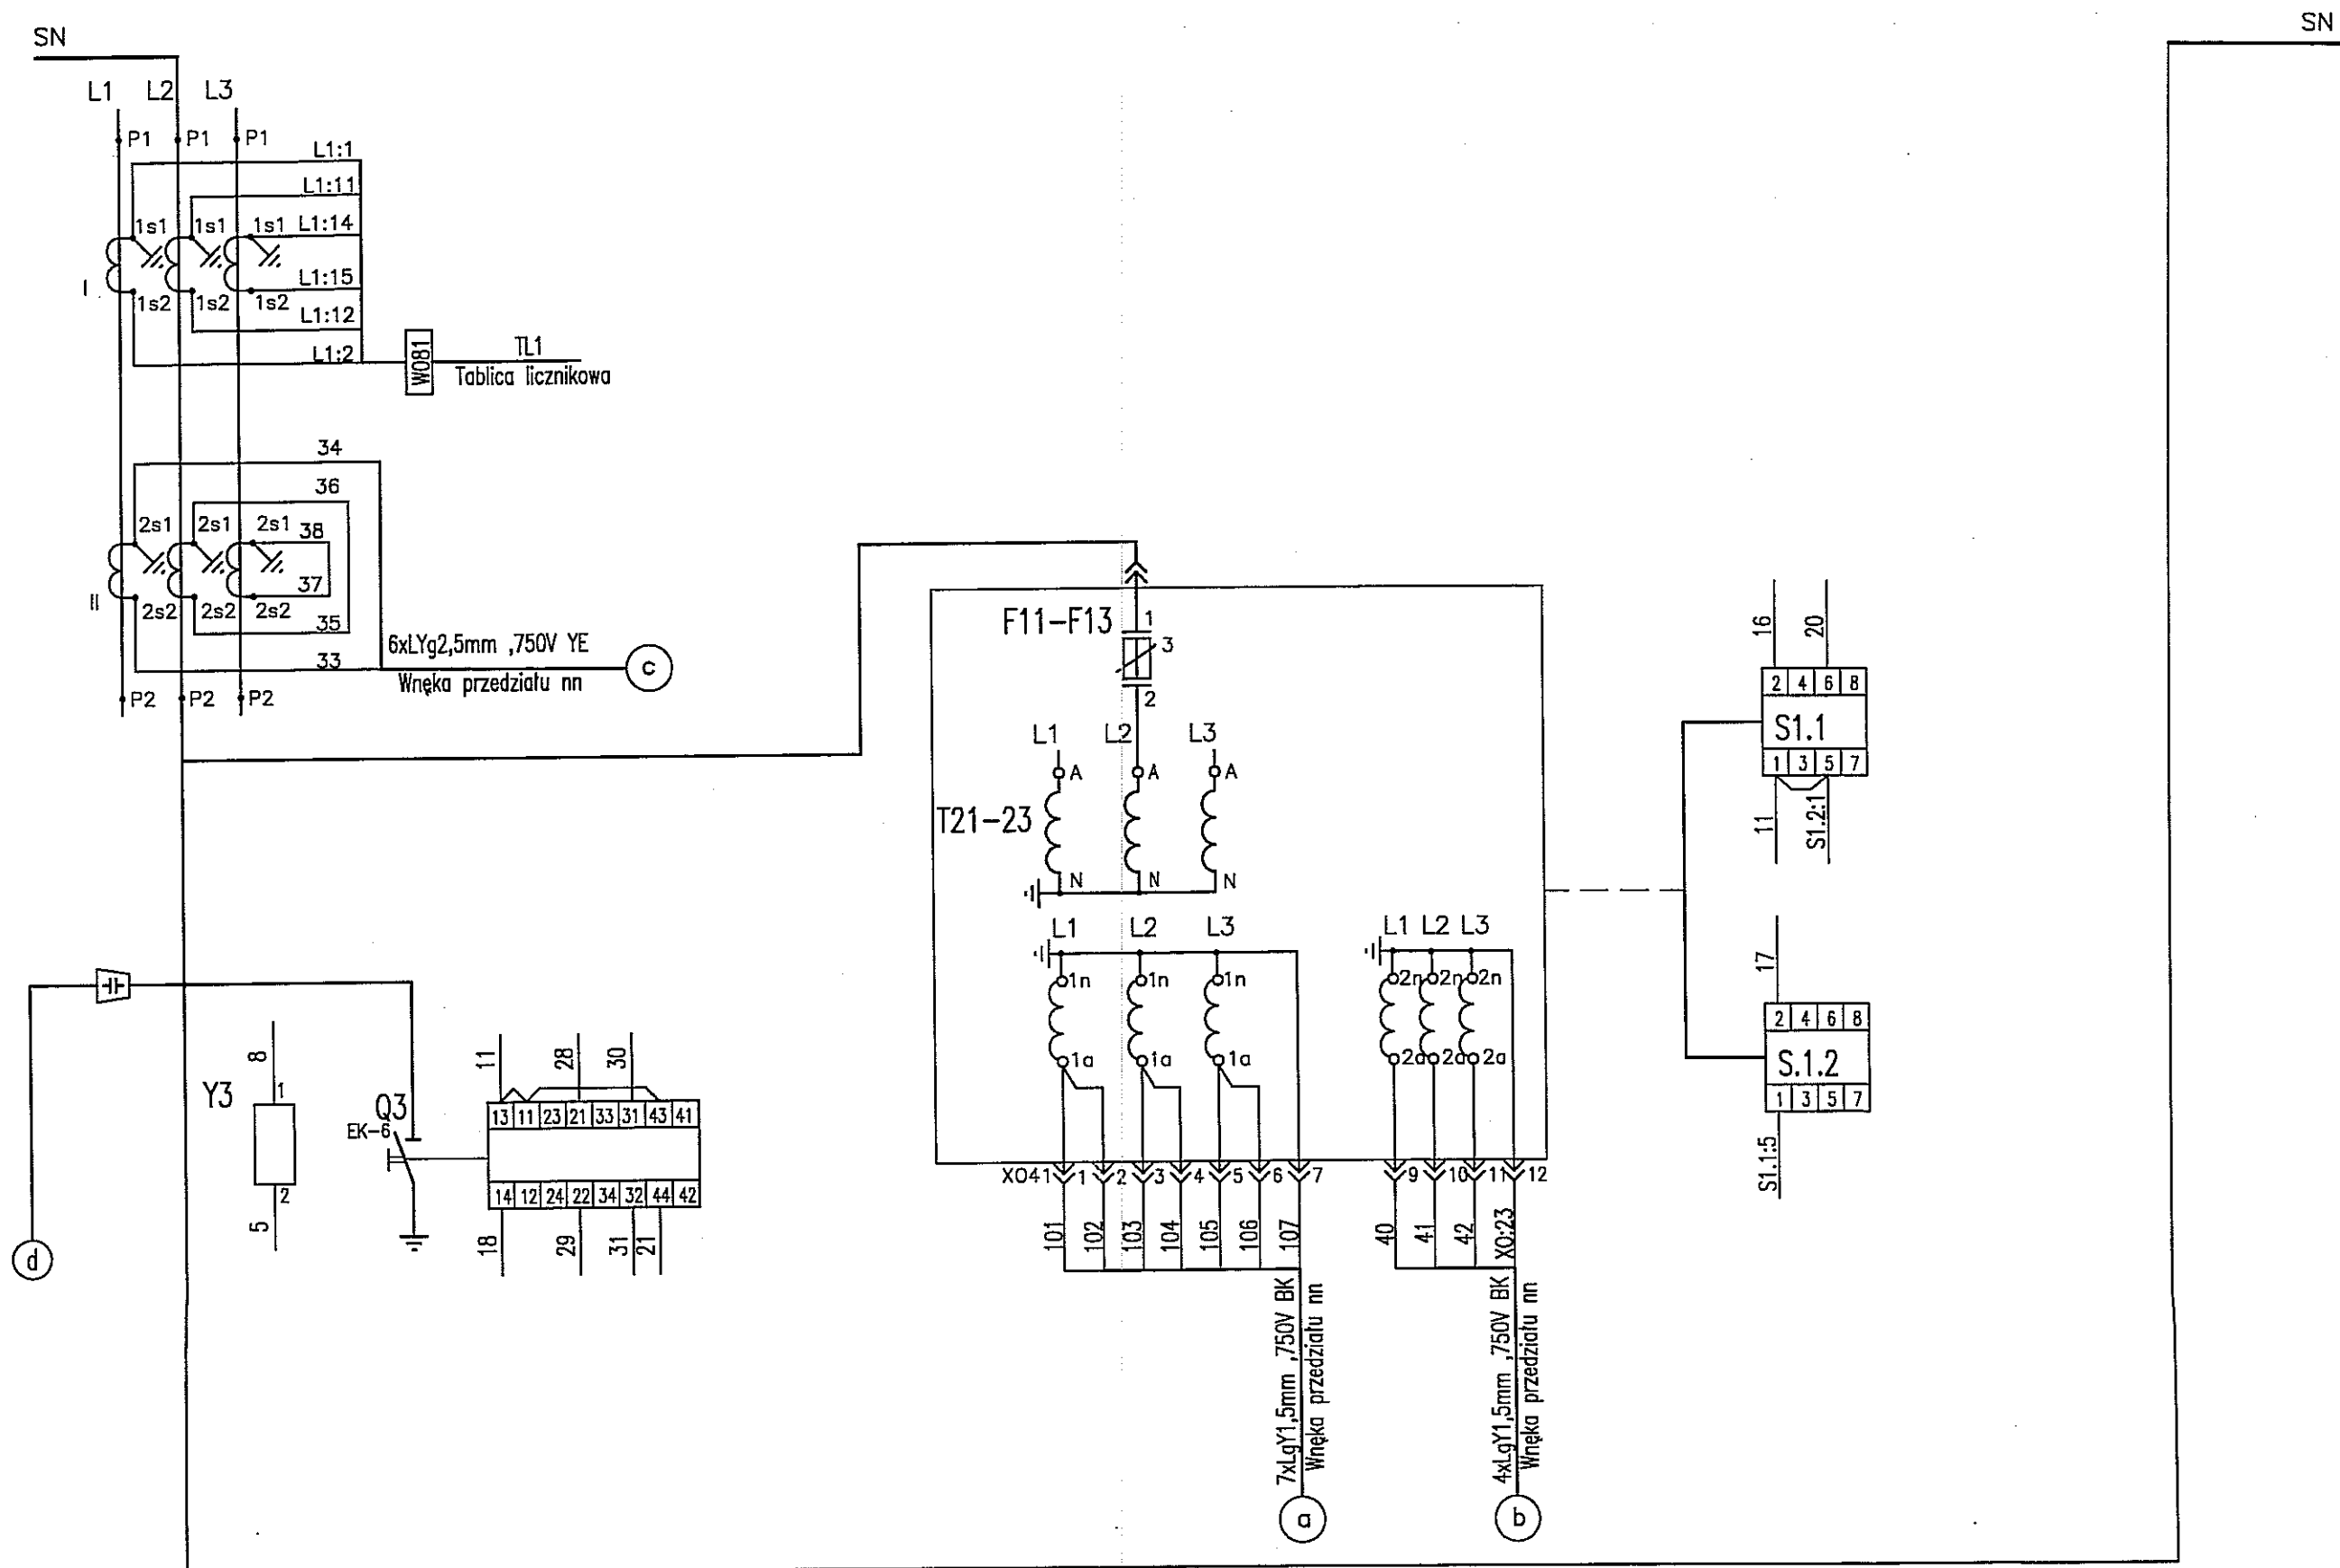 SN
SN
L1 L2 L3
P1 P1 P1
L1:1
L1:11
1s1 1s1 1s1 L1:14
I
L1:15
1s2 1s2 1s2
L1:12
L1:2
W081
TL1
Tablica licznikowa
34
36
2s1 2s1 2s1 38
37
II
2s2 2s2 2s2
35
33
6xLYg2,5mm ,750V YE
Wnęka przedziału nn
c
P2 P2 P2
F11-F13
1
3
2
L1 L2 L3
A A A
T21-23
N N N
L1 L2 L3
1n 1n 1n
1a 1a 1a
L1 L2 L3
2n 2n 2n
2a 2a 2a
XO41 1 2 3 4 5 6 7
9 10 11 12
101 102 103 104 105 106 107
40 41 42 XO:23
7xLgY1,5mm ,750V BK
Wnęka przedziału nn
4xLgY1,5mm ,750V BK
Wnęka przedziału nn
a
b
16 20
2 4 6 8
S1.1
1 3 5 7
11 S1.2:1
17
2 4 6 8
S.1.2
1 3 5 7
S1.1:5
d
8
Y3
1
2
5
Q3
EK-6
11 28 30
13 11 23 21 33 31 43 41
14 12 24 22 34 32 44 42
18 29 31 21